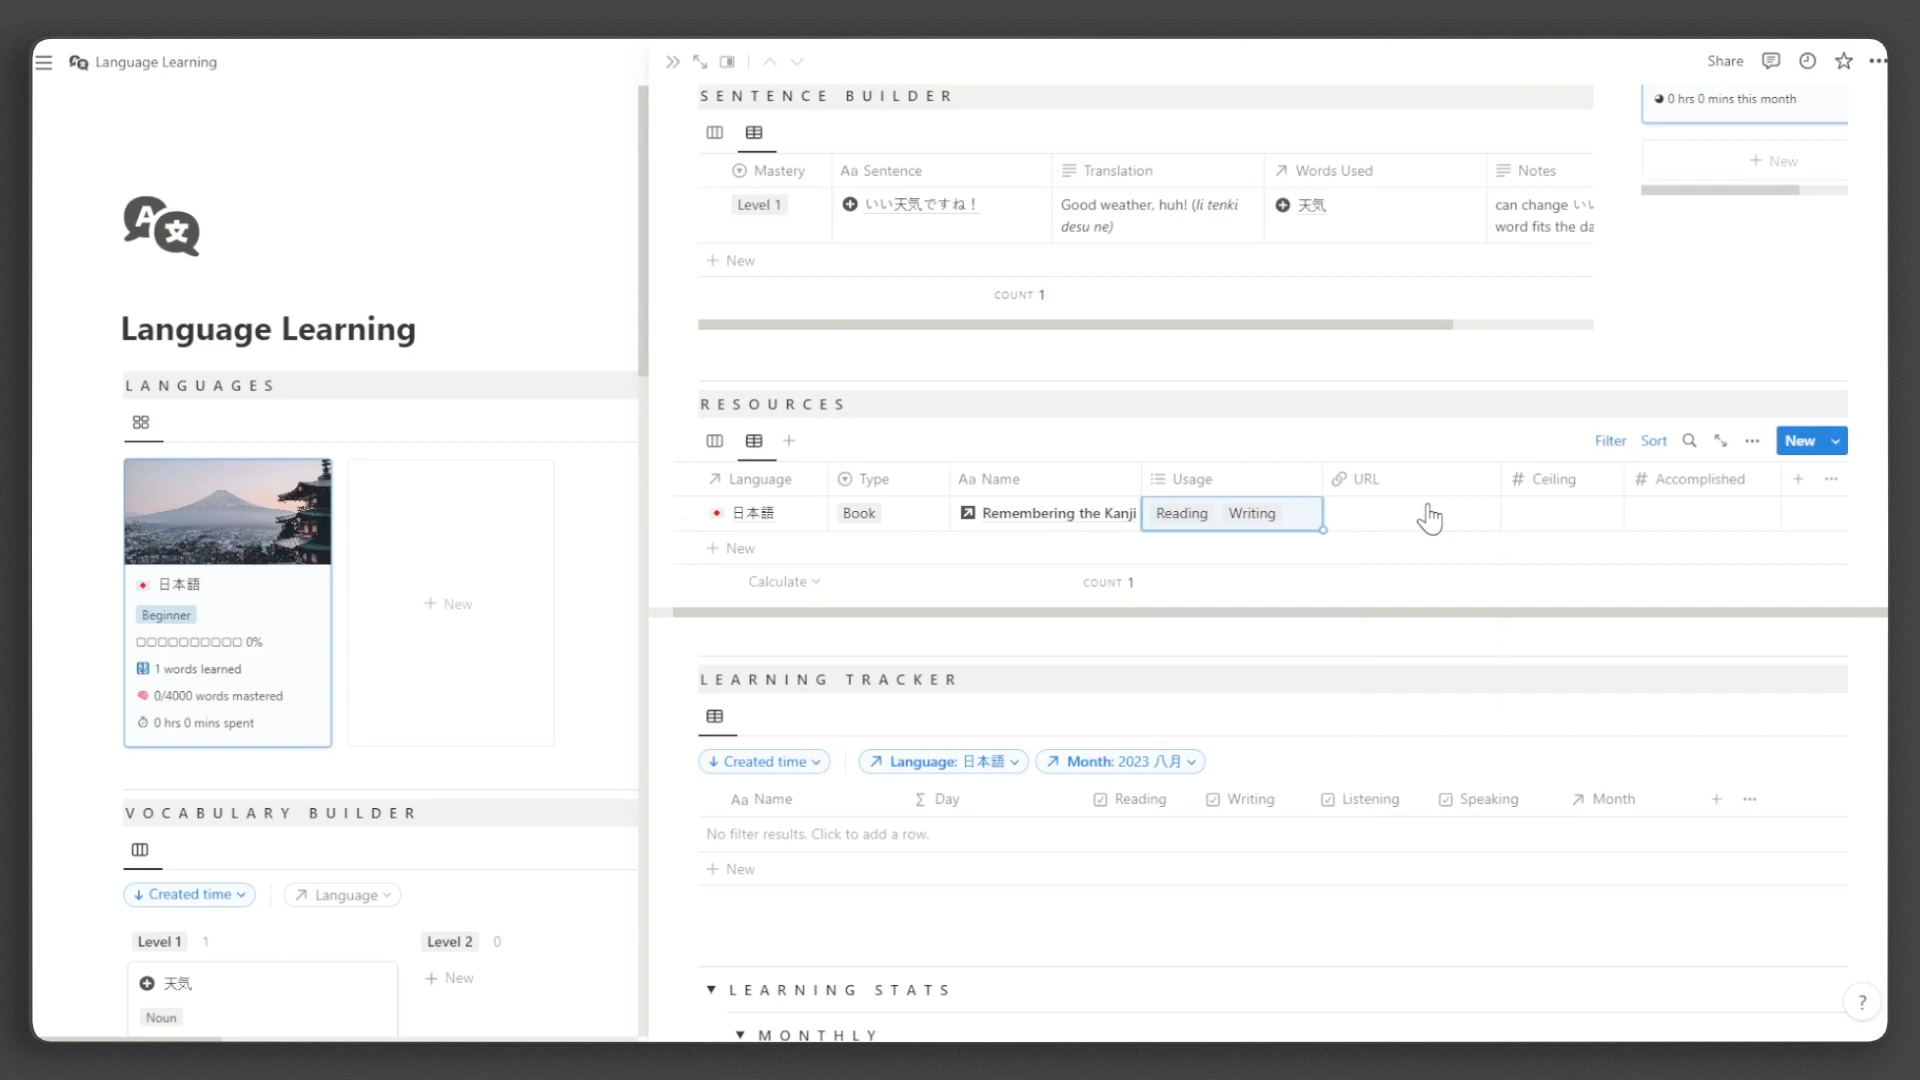 Language Learning
Language Learning
LANGUAGES
日本語
Beginner
0%
1 words learned
0/4000 words mastered
0 hrs 0 mins spent
+ New
VOCABULARY BUILDER
Created time
Language
Level 1 1
Level 2 0
天気
Noun
+ New
Share
SENTENCE BUILDER
0 hrs 0 mins this month
+ New
Mastery Aa Sentence Translation Words Used Notes
Level 1 いい天気ですね！ Good weather, huh! (Ii tenki desu ne) 天気 can change
word fits the
+ New
COUNT 1
RESOURCES
Filter Sort New
Language Type Aa Name Usage URL # Ceiling # Accomplished
日本語 Book Remembering the Kanji Reading Writing
+ New
Calculate COUNT 1
LEARNING TRACKER
Created time Language: 日本語 Month: 2023 八月
Aa Name Σ Day Reading Writing Listening Speaking Month
No filter results. Click to add a row.
+ New
LEARNING STATS
MONTHLY
?